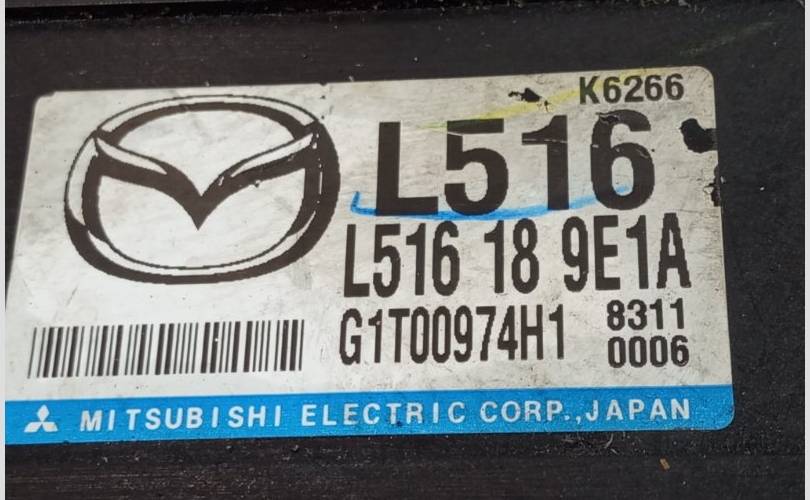 K6266
L516
L516 18 9E1A
G1T00974H1 8311
0006
MITSUBISHI ELECTRIC CORP.,JAPAN